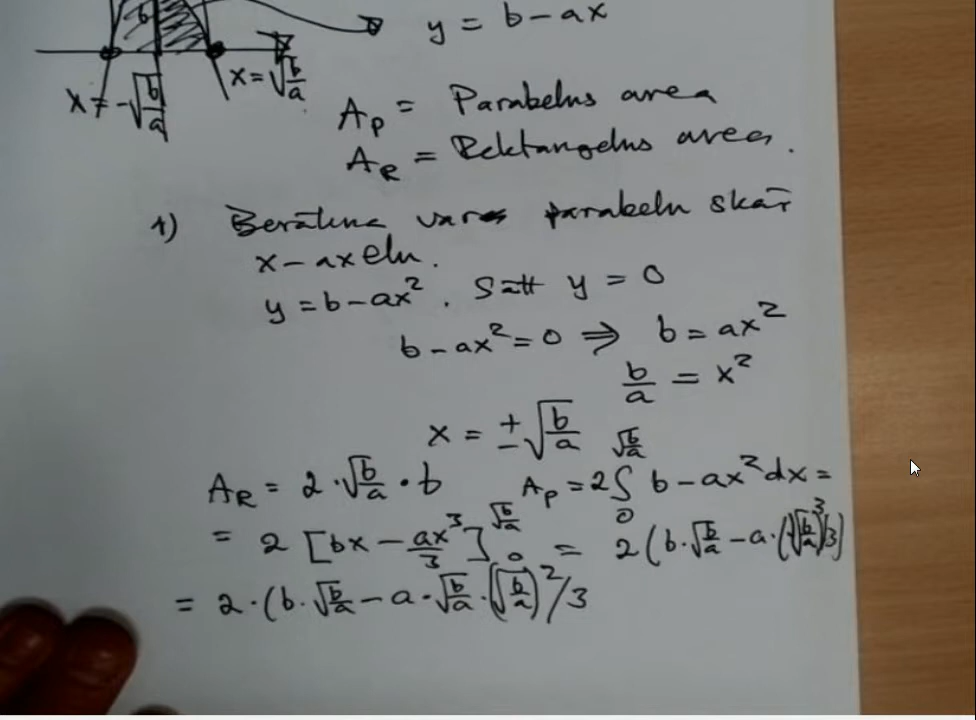 y = b - ax
x = √(b/a)
x = -√(b/a)
A_P = Parabelns area
A_R = Rektangelns area.
1) Beräkna var parabeln skär
x-axeln.
y = b - ax². Sätt y = 0
b - ax² = 0 ⇒ b = ax²
b/a = x²
x = ± √(b/a)
A_R = 2·√(b/a)·b A_P = 2 ∫₀^√(b/a) b - ax² dx =
= 2 [bx - ax³/3]₀^√(b/a) = 2(b·√(b/a) - a·(√(b/a))³/3)
= 2·(b·√(b/a) - a·√(b/a)·(√(b/a))²/3